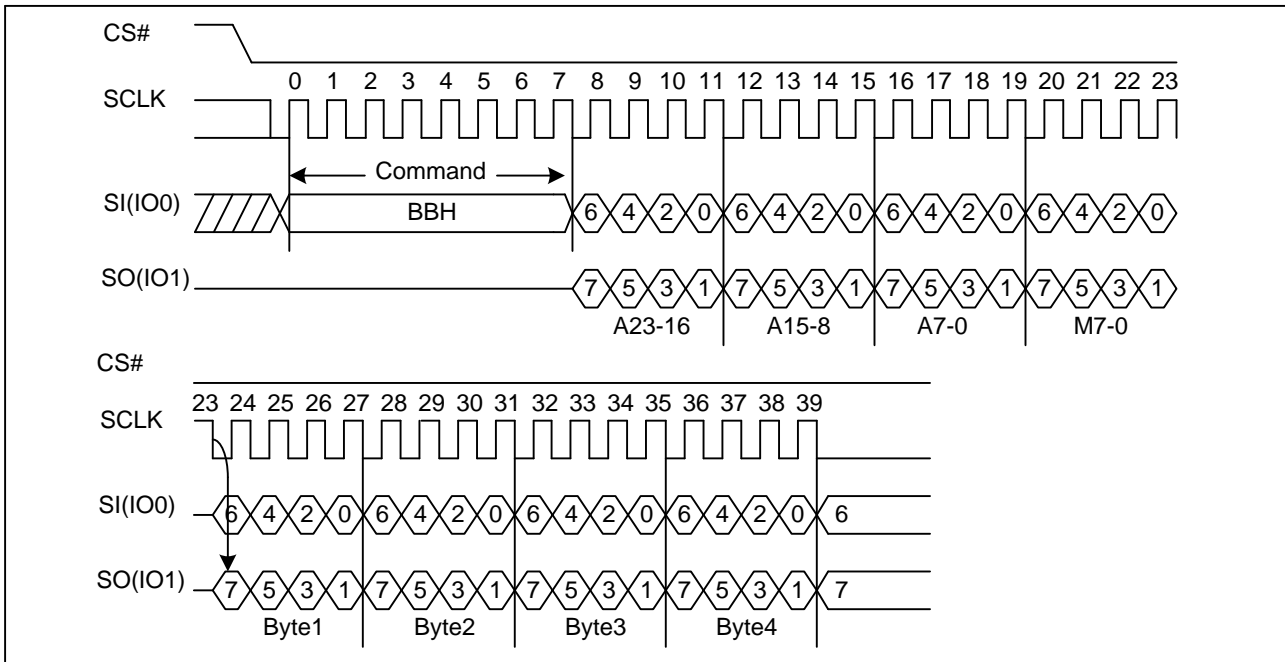 CS#
0 1 2 3 4 5 6 7 8 9 10 11 12 13 14 15 16 17 18 19 20 21 22 23
SCLK
Command
SI(IO0) BBH 6 4 2 0 6 4 2 0 6 4 2 0 6 4 2 0
SO(IO1) 7 5 3 1 7 5 3 1 7 5 3 1 7 5 3 1
A23-16 A15-8 A7-0 M7-0
CS#
23 24 25 26 27 28 29 30 31 32 33 34 35 36 37 38 39
SCLK
SI(IO0) 6 4 2 0 6 4 2 0 6 4 2 0 6 4 2 0 6
SO(IO1) 7 5 3 1 7 5 3 1 7 5 3 1 7 5 3 1 7
Byte1 Byte2 Byte3 Byte4